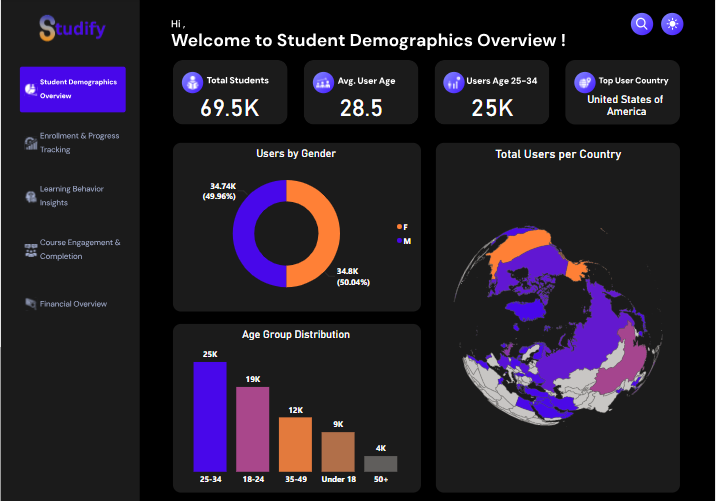 Studify
Student Demographics
Overview
Enrollment & Progress
Tracking
Learning Behavior
Insights
Course Engagement &
Completion
Financial Overview
Hi ,
Welcome to Student Demographics Overview !
Total Students
69.5K
Avg. User Age
28.5
Users Age 25-34
25K
Top User Country
United States of
America
Users by Gender
34.74K
(49.96%)
F
M
34.8K
(50.04%)
Age Group Distribution
25K
19K
12K
9K
4K
25-34 18-24 35-49 Under 18 50+
Total Users per Country